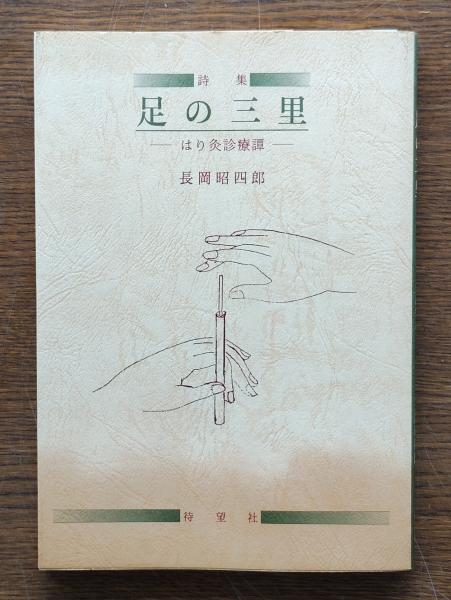 詩集
足の三里
― はり灸診療譚 ―
長岡昭四郎
待望社